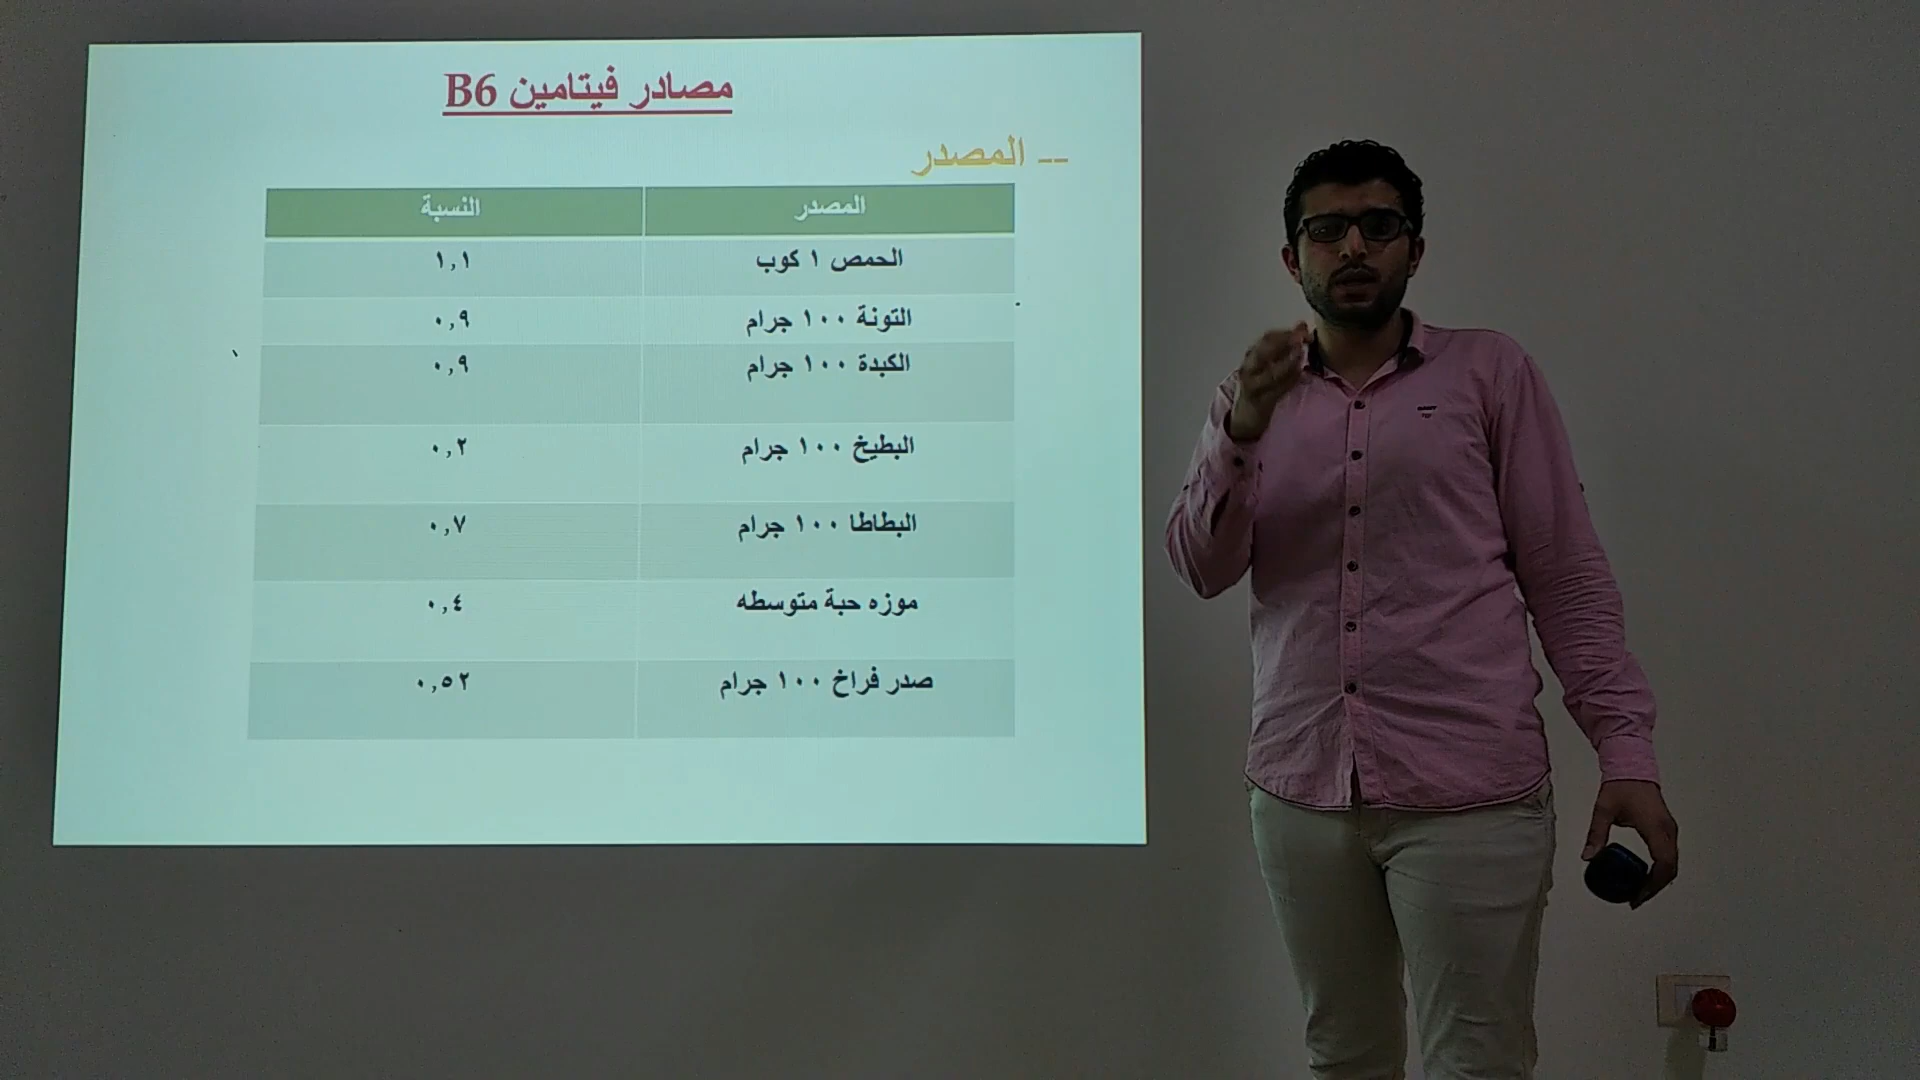 مصادر فيتامين B6
-- المصدر
المصدر النسبة
الحمص ١ كوب ١,١
التونة ١٠٠ جرام ٠,٩
الكبدة ١٠٠ جرام ٠,٩
البطيخ ١٠٠ جرام ٠,٢
البطاطا ١٠٠ جرام ٠,٧
موزه حبة متوسطه ٠,٤
صدر فراخ ١٠٠ جرام ٠,٥٢